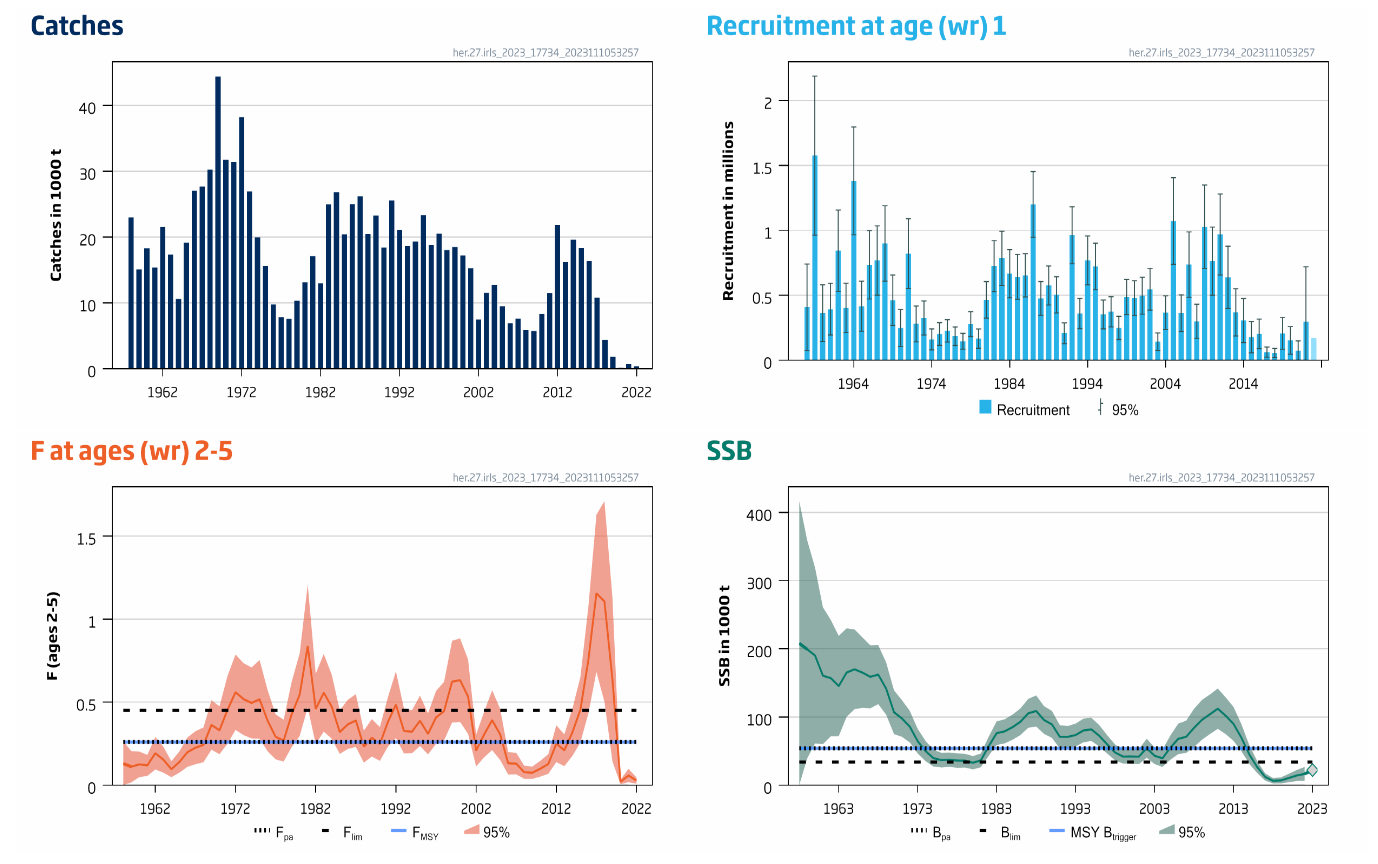 Catches
her.27.irls_2023_17734_2023111053257
Catches in 1000 t
40
30
20
10
0
1962 1972 1982 1992 2002 2012 2022
Recruitment at age (wr) 1
her.27.irls_2023_17734_2023111053257
Recruitment in millions
2
1.5
1
0.5
0
1964 1974 1984 1994 2004 2014
Recruitment 95%
F at ages (wr) 2-5
her.27.irls_2023_17734_2023111053257
F (ages 2-5)
1.5
1
0.5
0
1962 1972 1982 1992 2002 2012 2022
Fpa Flim FMSY 95%
SSB
her.27.irls_2023_17734_2023111053257
SSB in 1000 t
400
300
200
100
0
1963 1973 1983 1993 2003 2013 2023
Bpa Blim MSY Btrigger 95%